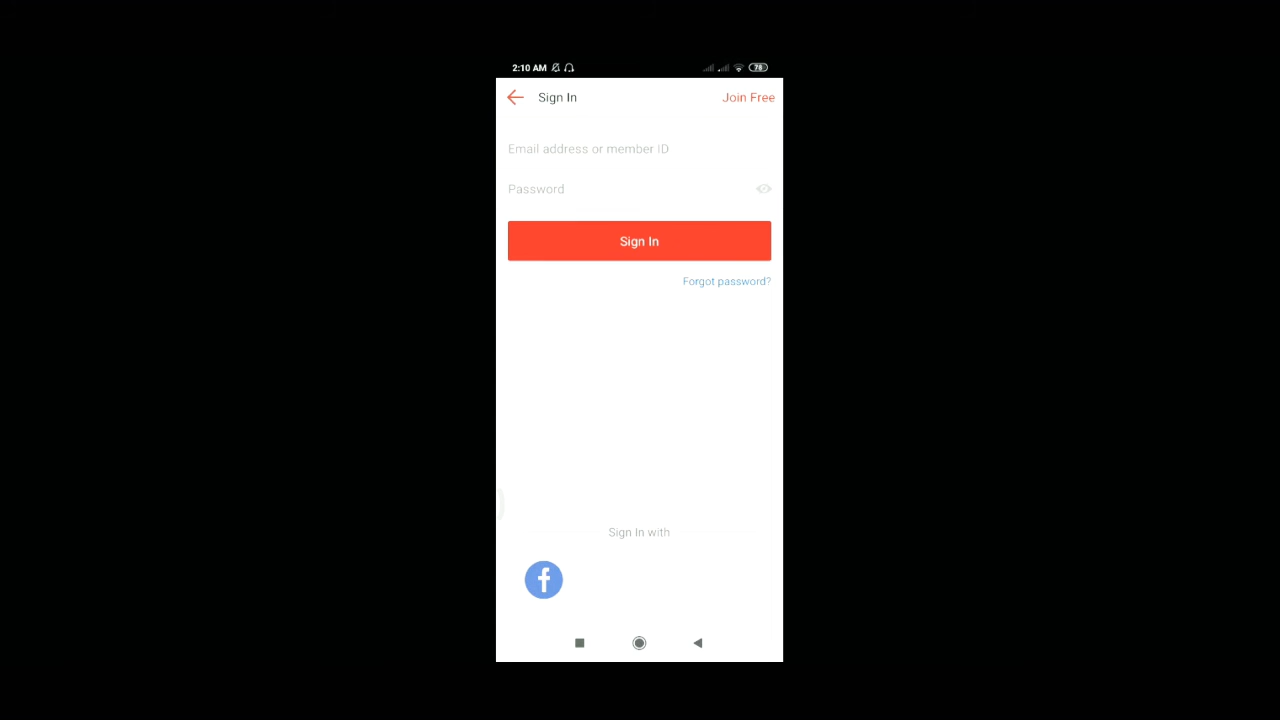 2:10 AM 78
Sign In Join Free
Email address or member ID
Password
Sign In
Forgot password?
Sign In with
f